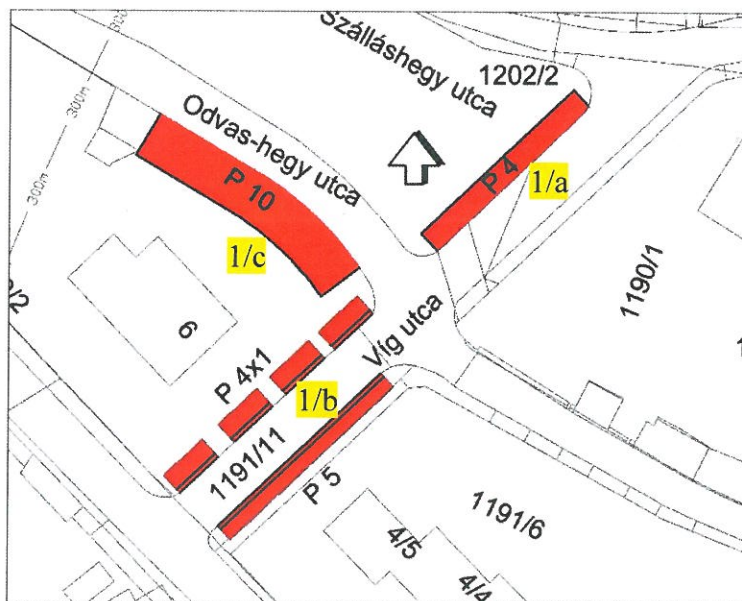 300m
300m
300m
Szálláshegy utca
1202/2
Odvas-hegy utca
P 10
P 4
1/a
1/c
1190/1
6
P 4x1
Víg utca
1/b
1191/11
P 5
1191/6
4/5
4/4